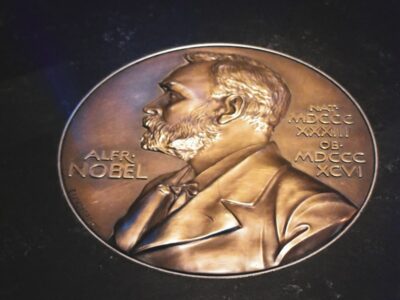 ALFR·
NOBEL
NAT·
MDCCC
XXXIII
OB·
MDCCC
XCVI